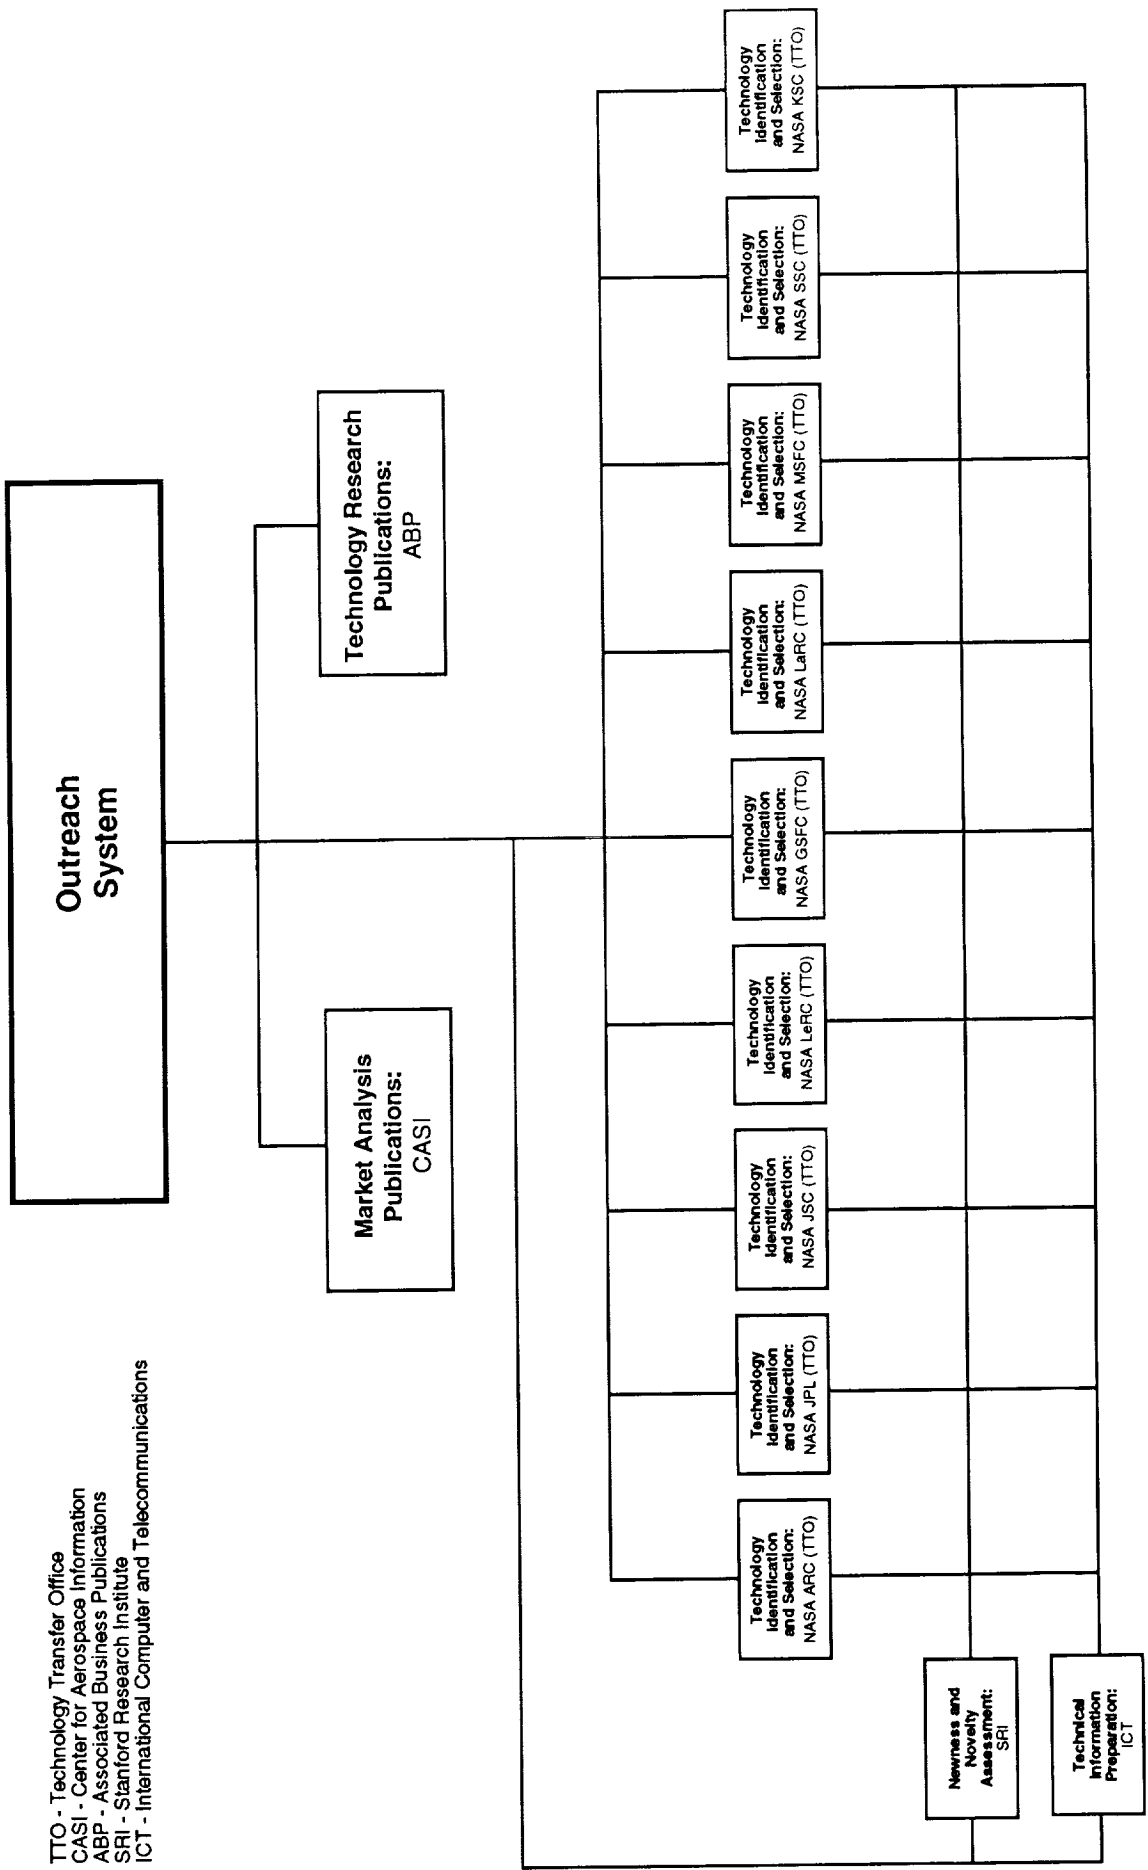 Outreach
System
TTO - Technology Transfer Office
CASI - Center for Aerospace Information
ABP - Associated Business Publications
SRI - Stanford Research Institute
ICT - International Computer and Telecommunications
Market Analysis
Publications:
CASI
Technology Research
Publications:
ABP
Technology
Identification
and Selection:
NASA ARC (TTO)
Technology
Identification
and Selection:
NASA JPL (TTO)
Technology
Identification
and Selection:
NASA JSC (TTO)
Technology
Identification
and Selection:
NASA LeRC (TTO)
Technology
Identification
and Selection:
NASA GSFC (TTO)
Technology
Identification
and Selection:
NASA LaRC (TTO)
Technology
Identification
and Selection:
NASA MSFC (TTO)
Technology
Identification
and Selection:
NASA SSC (TTO)
Technology
Identification
and Selection:
NASA KSC (TTO)
Newness and
Novelty
Assessment:
SRI
Technical
Information
Preparation:
ICT